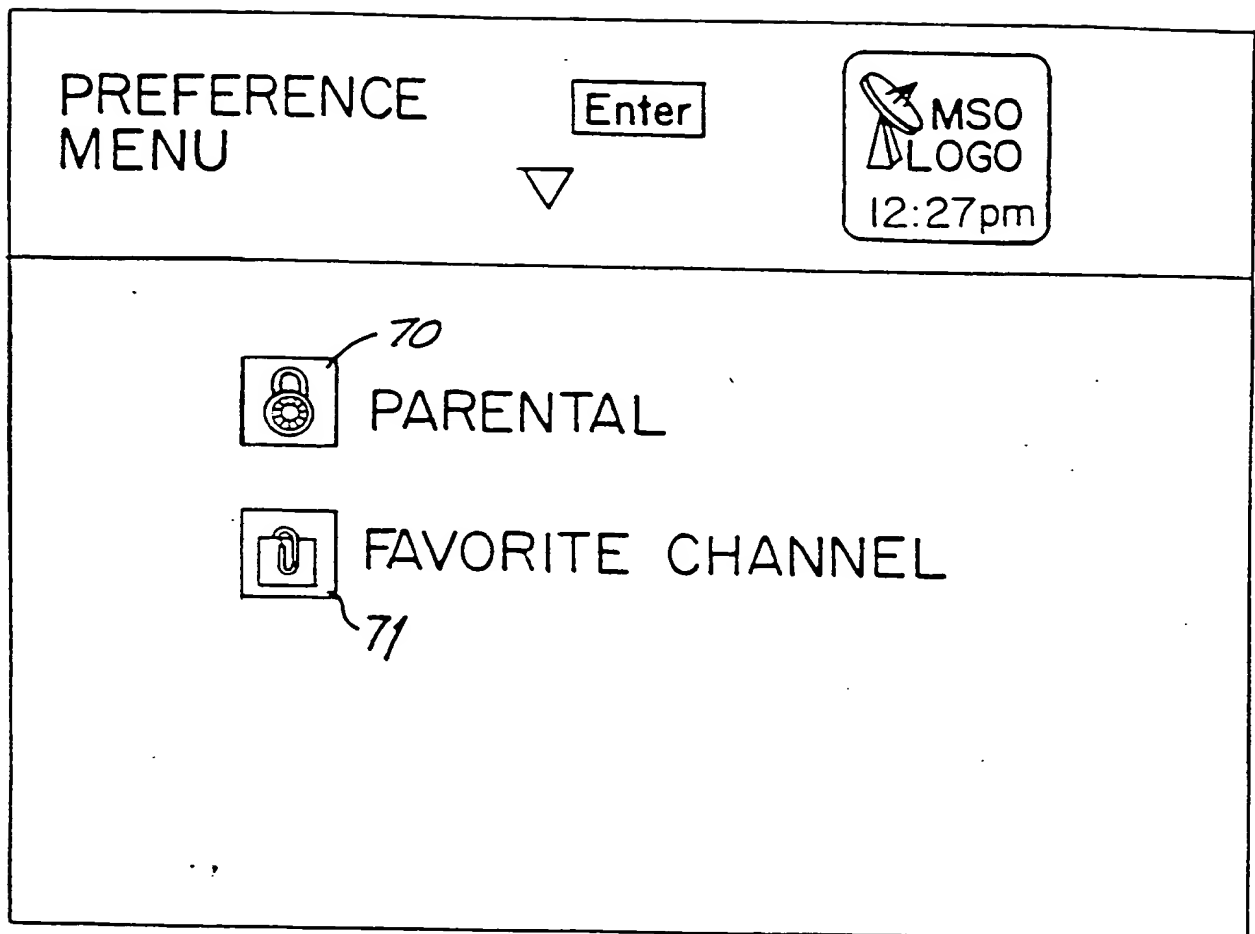 PREFERENCE
MENU
Enter
MSO
LOGO
12:27pm
70
PARENTAL
FAVORITE CHANNEL
71